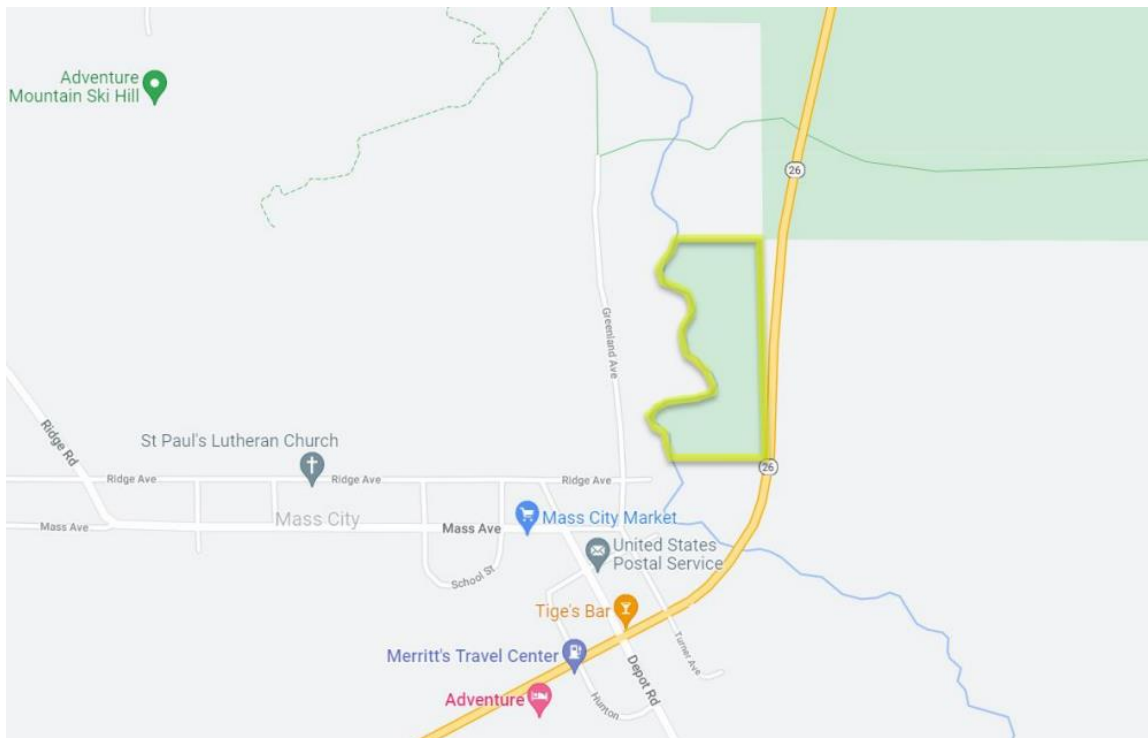 Adventure
Mountain Ski Hill
26
Greenland Ave
Ridge Rd
St Paul's Lutheran Church
26
Ridge Ave
Ridge Ave
Ridge Ave
Mass Ave
Mass City
Mass Ave
Mass City Market
United States
Postal Service
School St
Tige's Bar
Turner Ave
Merritt's Travel Center
Depot Rd
Adventure
Hunton